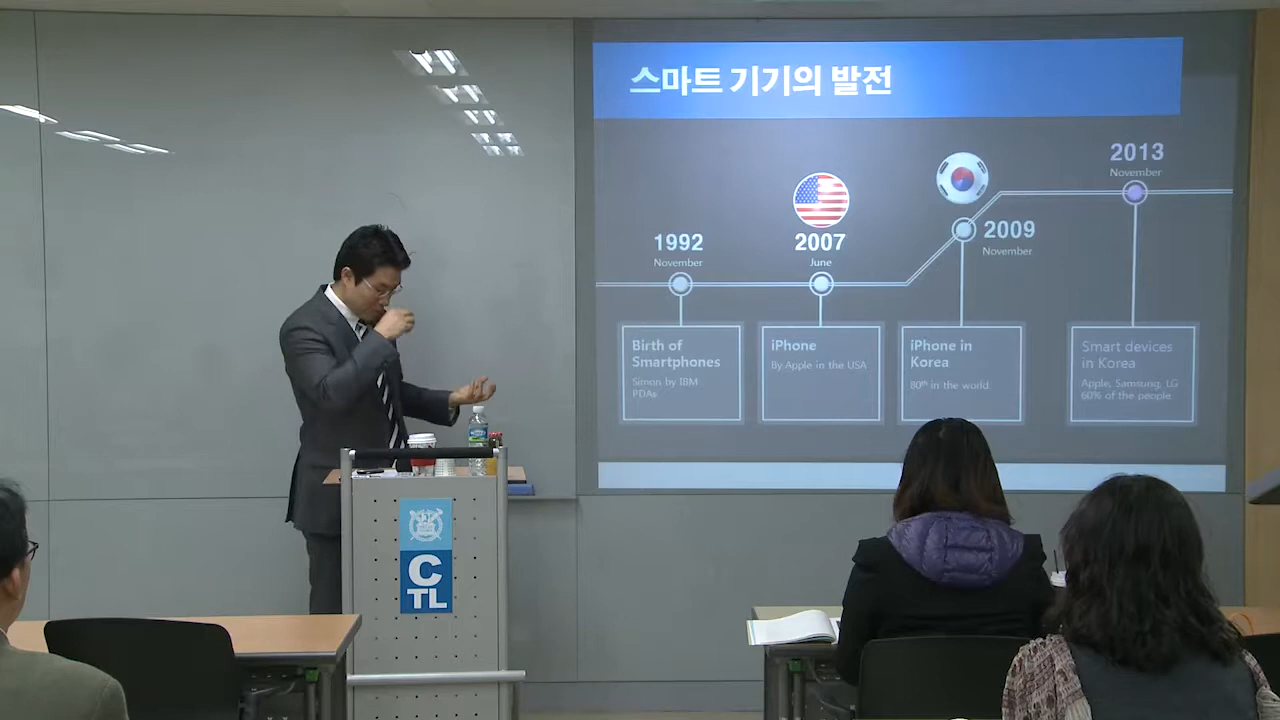 스마트 기기의 발전
1992
November
2007
June
2009
November
2013
November
Birth of
Smartphones
Simon by IBM
PDAs
iPhone
By Apple in the USA
iPhone in
Korea
80th in the world
Smart devices
in Korea
Apple, Samsung, LG
60% of the people
C
TL